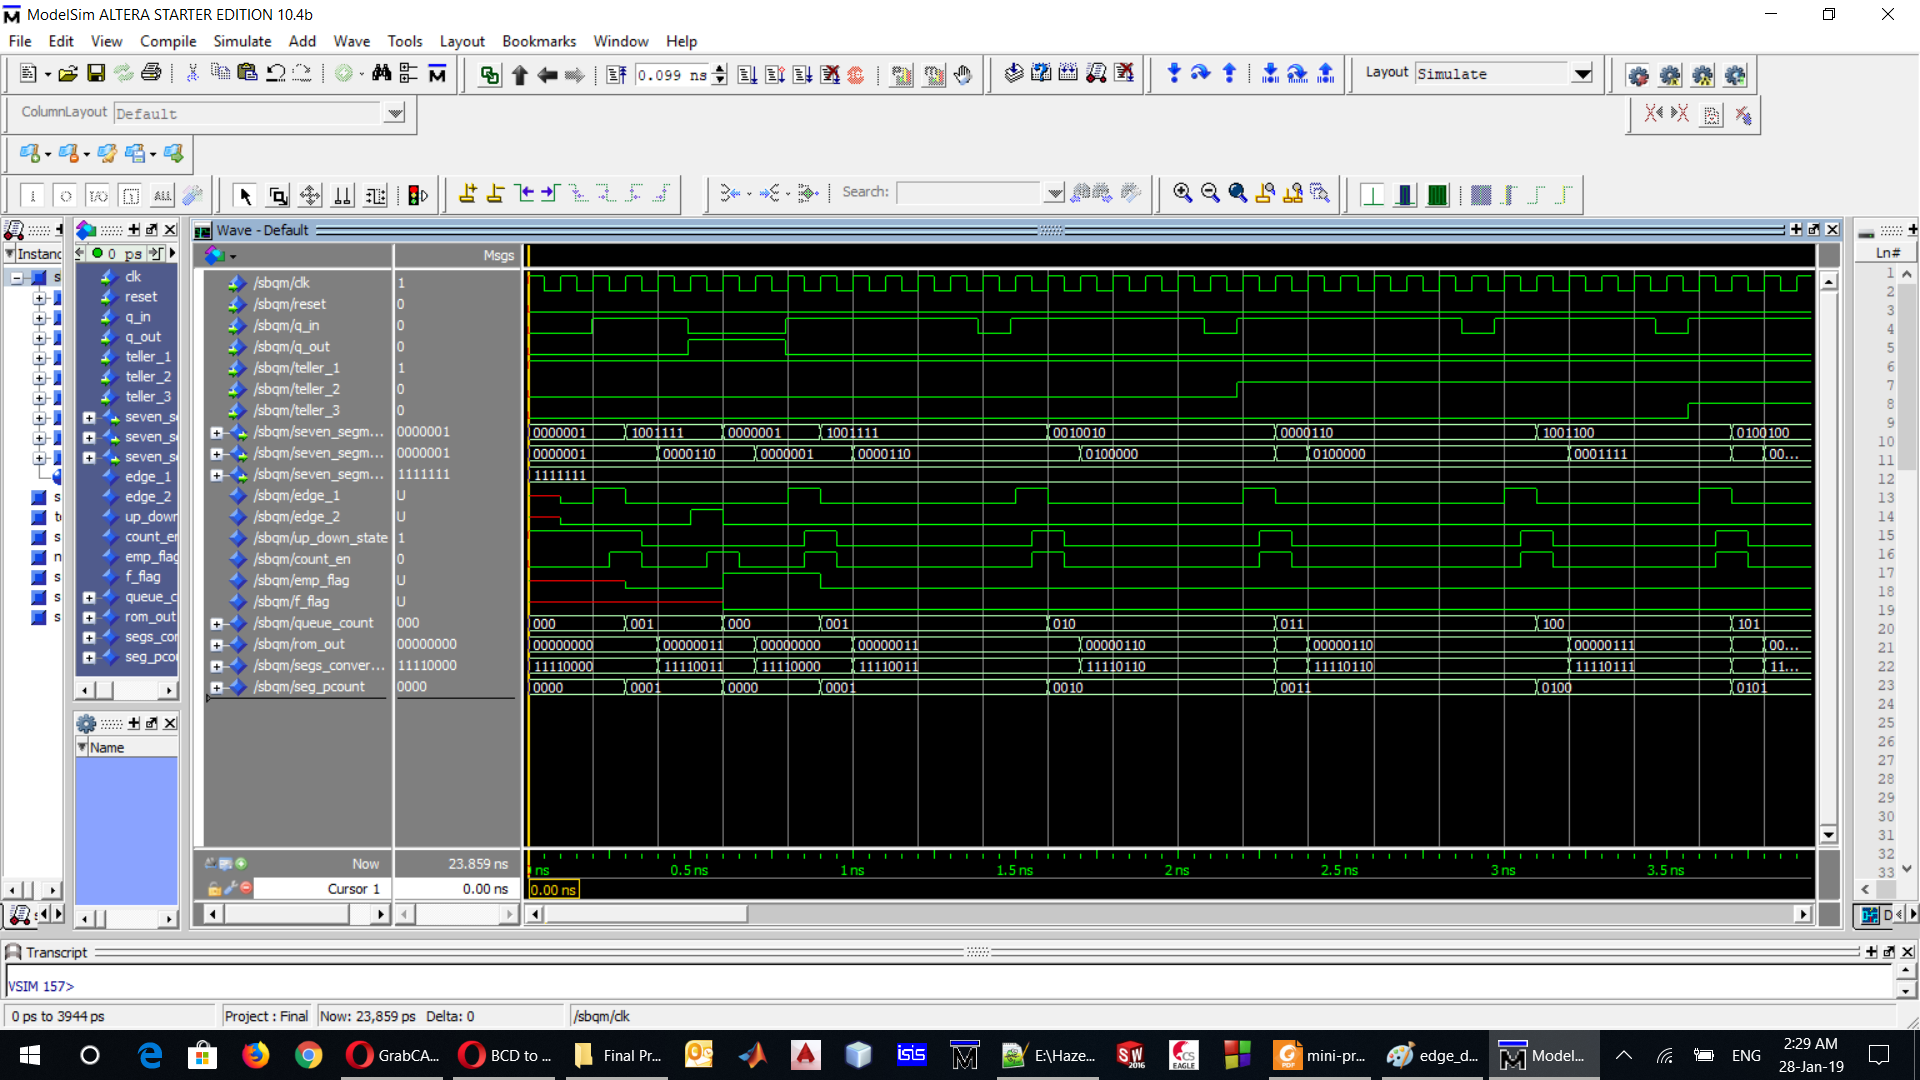 ModelSim ALTERA STARTER EDITION 10.4b
File Edit View Compile Simulate Add Wave Tools Layout Bookmarks Window Help
0.099 ns
Layout Simulate
ColumnLayout Default
ALL
Search:
Instanc
0 ps
clk
reset
q_in
q_out
teller_1
teller_2
teller_3
seven_s
seven_s
seven_s
edge_1
edge_2
up_down
count_er
emp_flag
f_flag
queue_c
rom_out
segs_cor
seg_pcou
Name
Wave - Default
Msgs
/sbqm/clk 1
/sbqm/reset 0
/sbqm/q_in 0
/sbqm/q_out 0
/sbqm/teller_1 1
/sbqm/teller_2 0
/sbqm/teller_3 0
/sbqm/seven_segm... 0000001 0000001 1001111 0000001 1001111 0010010 0000110 1001100 0100100
/sbqm/seven_segm... 0000001 0000001 0000110 0000001 0000110 0100000 0100000 0001111 00...
/sbqm/seven_segm... 1111111 1111111
/sbqm/edge_1 U
/sbqm/edge_2 U
/sbqm/up_down_state 1
/sbqm/count_en 0
/sbqm/emp_flag U
/sbqm/f_flag U
/sbqm/queue_count 000 000 001 000 001 010 011 100 101
/sbqm/rom_out 00000000 00000000 00000011 00000000 00000011 00000110 00000110 00000111 00...
/sbqm/segs_conver... 11110000 11110000 11110011 11110000 11110011 11110110 11110110 11110111 11...
/sbqm/seg_pcount 0000 0000 0001 0000 0001 0010 0011 0100 0101
Now 23.859 ns ns 0.5 ns 1 ns 1.5 ns 2 ns 2.5 ns 3 ns 3.5 ns
Cursor 1 0.00 ns 0.00 ns
Ln#
1
2
3
4
5
6
7
8
9
10
11
12
13
14
15
16
17
18
19
20
21
22
23
24
25
26
27
28
29
30
31
32
33
Transcript
VSIM 157>
0 ps to 3944 ps Project : Final Now: 23,859 ps Delta: 0 /sbqm/clk
GrabCA... BCD to ... Final Pr... isis E:\Haze... SW 2016 CS EAGLE PDF mini-pr... edge_d... Model... ENG 2:29 AM
28-Jan-19